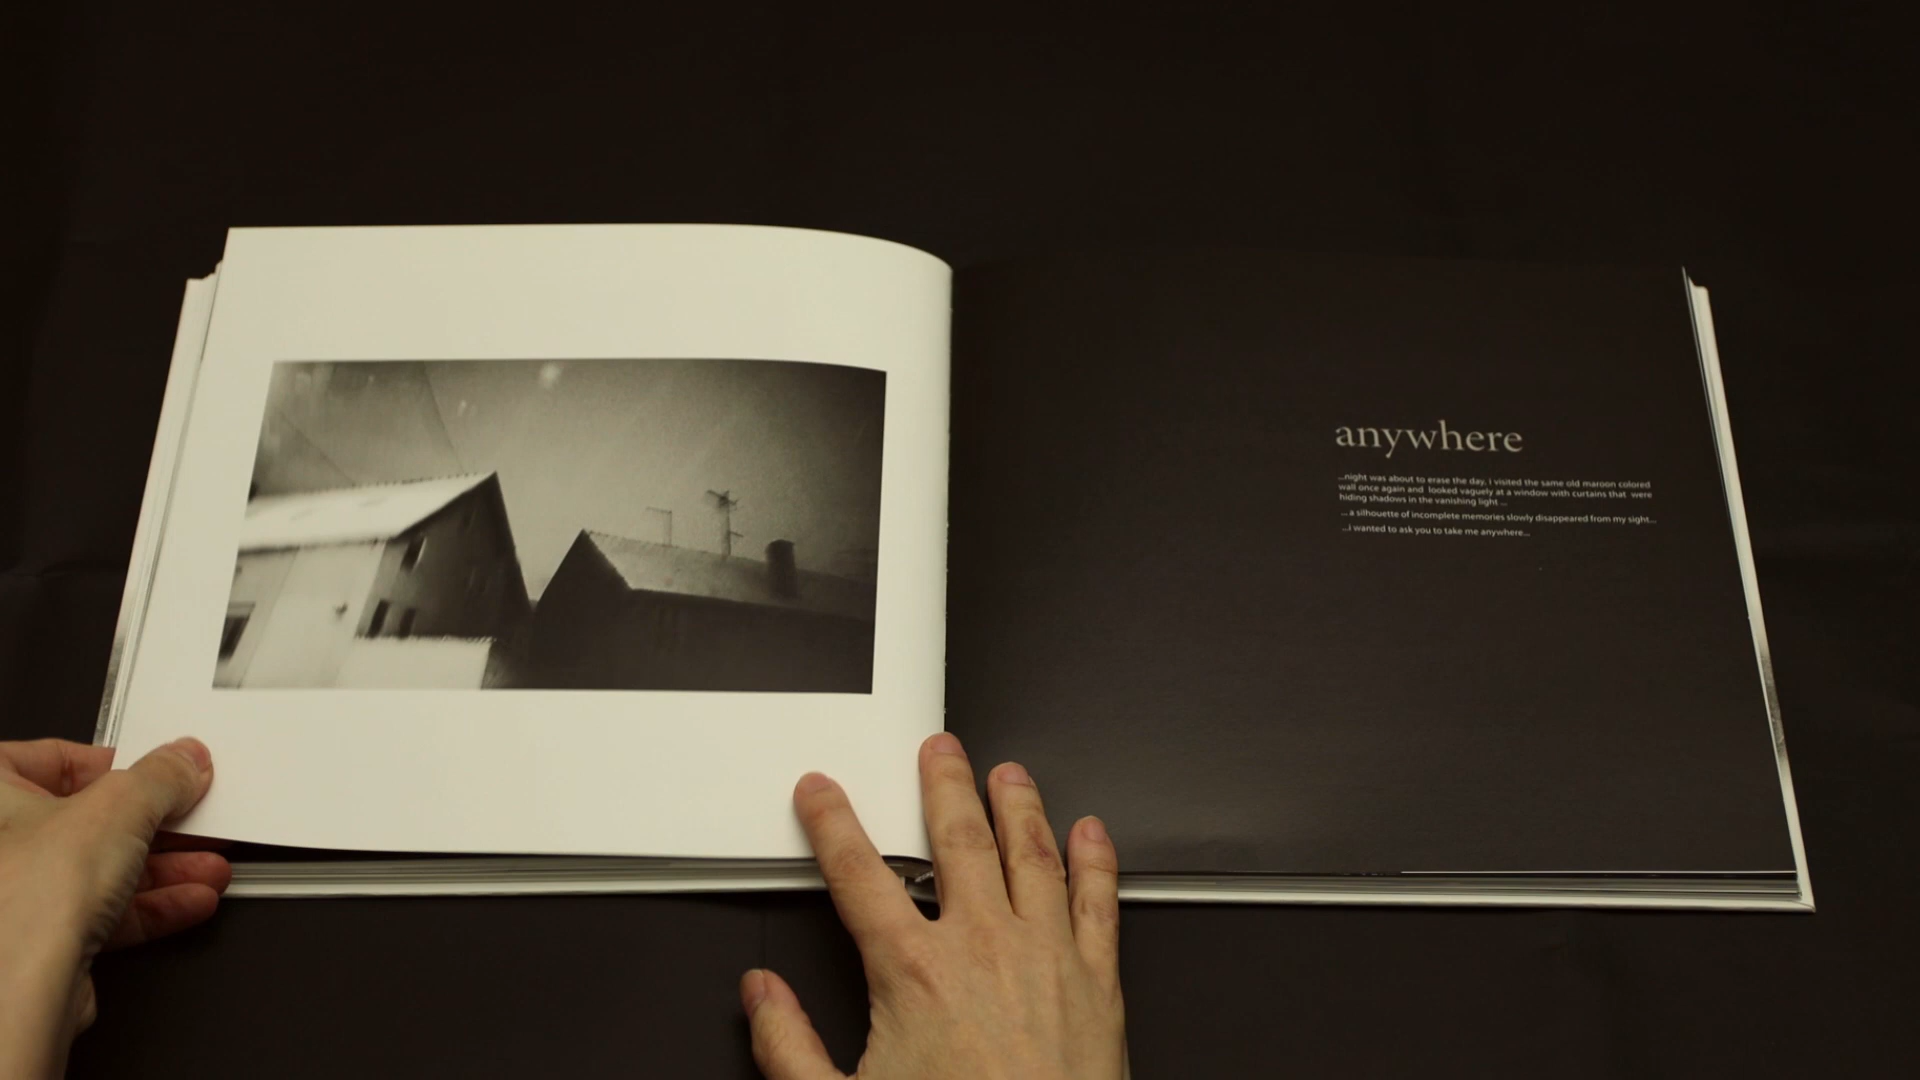 anywhere
...night was about to erase the day, i visited the same old maroon colored
wall once again and looked vaguely at a window with curtains that were
hiding shadows in the vanishing light ...
... a silhouette of incomplete memories slowly disappeared from my sight...
...i wanted to ask you to take me anywhere...